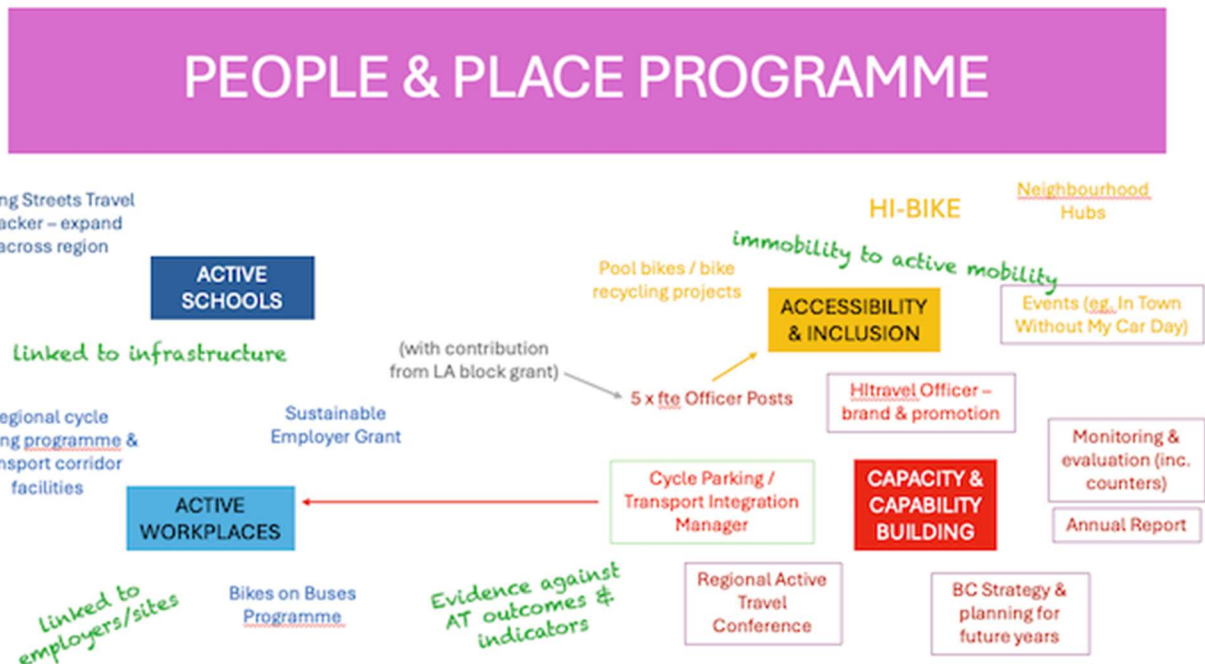 PEOPLE & PLACE PROGRAMME
ng Streets Travel
acker – expand
across region
ACTIVE
SCHOOLS
linked to infrastructure
HI-BIKE
Neighbourhood
Hubs
immobility to active mobility
Pool bikes / bike
recycling projects
ACCESSIBILITY
& INCLUSION
Events (eg. In Town
Without My Car Day)
(with contribution
from LA block grant)
5 x fte Officer Posts
HItravel Officer –
brand & promotion
egional cycle
ng programme &
nsport corridor
facilities
Sustainable
Employer Grant
ACTIVE
WORKPLACES
Cycle Parking /
Transport Integration
Manager
CAPACITY &
CAPABILITY
BUILDING
Monitoring &
evaluation (inc.
counters)
Annual Report
linked to
employers/sites
Bikes on Buses
Programme
Evidence against
AT outcomes &
indicators
Regional Active
Travel
Conference
BC Strategy &
planning for
future years